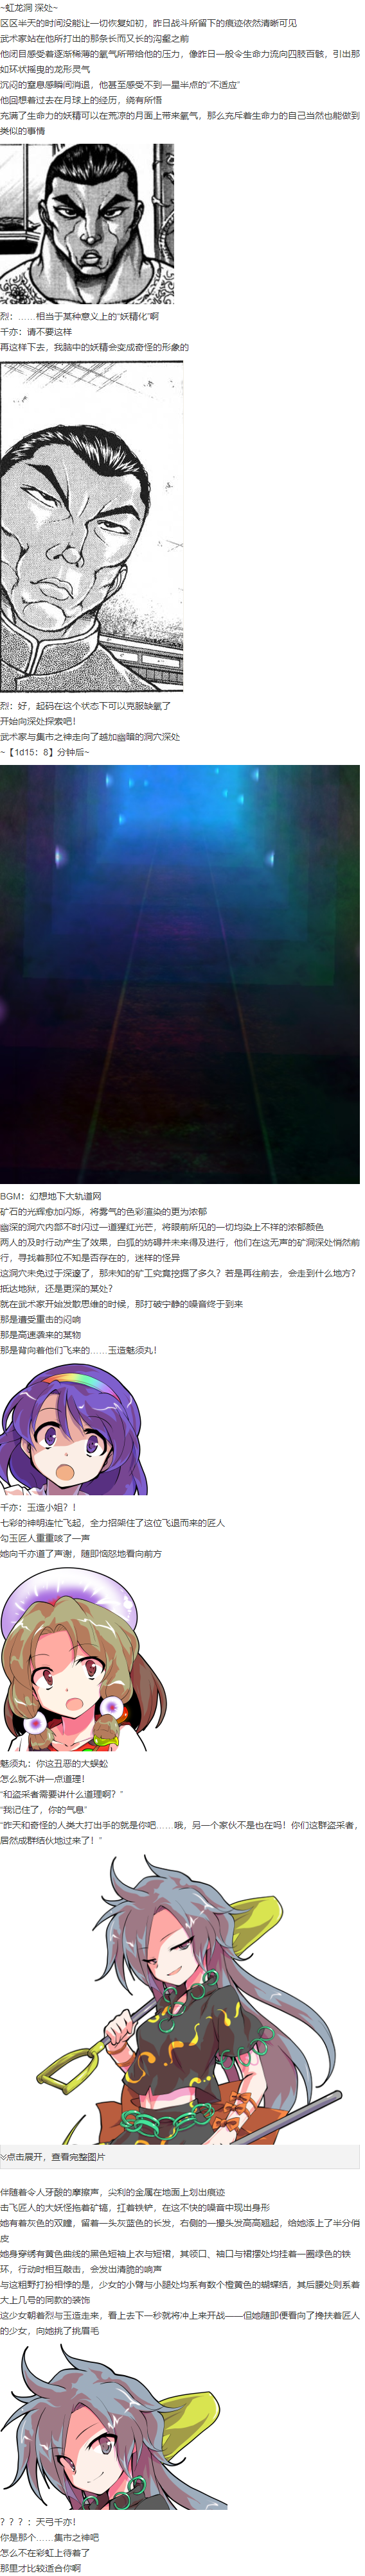 ~虹龙洞 深处~
区区半天的时间没能让一切恢复如初，昨日战斗所留下的痕迹依然清晰可见
武术家站在他所打出的那条长而又长的沟壑之前
他闭目感受着逐渐稀薄的氧气所带给他的压力，像昨日一般令生命力流向四肢百骸，引出那
如环状摇曳的龙形灵气
沉闷的窒息感瞬间消退，他甚至感受不到一星半点的“不适应”
他回想着过去在月球上的经历，绕有所悟
充满了生命力的妖精可以在荒凉的月面上带来氧气，那么充斥着生命力的自己当然也能做到
类似的事情
烈：……相当于某种意义上的“妖精化”啊
千亦：请不要这样
再这样下去，我脑中的妖精会变成奇怪的形象的
烈：好，起码在这个状态下可以克服缺氧了
开始向深处探索吧！
武术家与集市之神走向了越加幽暗的洞穴深处
~【1d15：8】分钟后~
BGM：幻想地下大轨道网
矿石的光辉愈加闪烁，将雾气的色彩渲染的更为浓郁
幽深的洞穴内部不时闪过一道猩红光芒，将眼前所见的一切均染上不祥的浓郁颜色
两人的及时行动产生了效果，白狐的妨碍并未来得及进行，他们在这无声的矿洞深处悄然前
行，寻找着那位不知是否存在的，迷样的怪异
这洞穴未免过于深邃了，那未知的矿工究竟挖掘了多久？若是再往前去，会走到什么地方？
抵达地狱，还是更深的某处？
就在武术家开始发散思维的时候，那打破宁静的噪音终于到来
那是遭受重击的闷响
那是高速袭来的某物
那是背向着他们飞来的……玉造魅须丸！
千亦：玉造小姐？！
七彩的神明连忙飞起，全力招架住了这位飞退而来的匠人
勾玉匠人重重咳了一声
她向千亦道了声谢，随即恼怒地看向前方
魅须丸：你这丑恶的大蜈蚣
怎么就不讲一点道理！
“和盗采者需要讲什么道理啊？”
“我记住了，你的气息”
“昨天和奇怪的人类大打出手的就是你吧……哦，另一个家伙不是也在吗！你们这群盗采者，
居然成群结伙地过来了！”
点击展开，查看完整图片
伴随着令人牙酸的摩擦声，尖利的金属在地面上划出痕迹
击飞匠人的大妖怪拖着矿镐，扛着铁铲，在这不快的噪音中现出身形
她有着灰色的双瞳，留着一头灰蓝色的长发，右侧的一撮头发高高翘起，给她添上了半分俏
皮
她身穿绣有黄色曲线的黑色短袖上衣与短裙，其领口、袖口与裙摆处均挂着一圈绿色的铁
环，行动时相互敲击，会发出清脆的响声
与这粗野打扮相悖的是，少女的小臂与小腿处均系有数个橙黄色的蝴蝶结，其后腰处则系着
大上几号的同款的装饰
这少女朝着烈与玉造走来，看上去下一秒就将冲上来开战——但她随即便看向了搀扶着匠人
的少女，向她挑了挑眉毛
？？？：天弓千亦！
你是那个……集市之神吧
怎么不在彩虹上待着了
那里才比较适合你啊